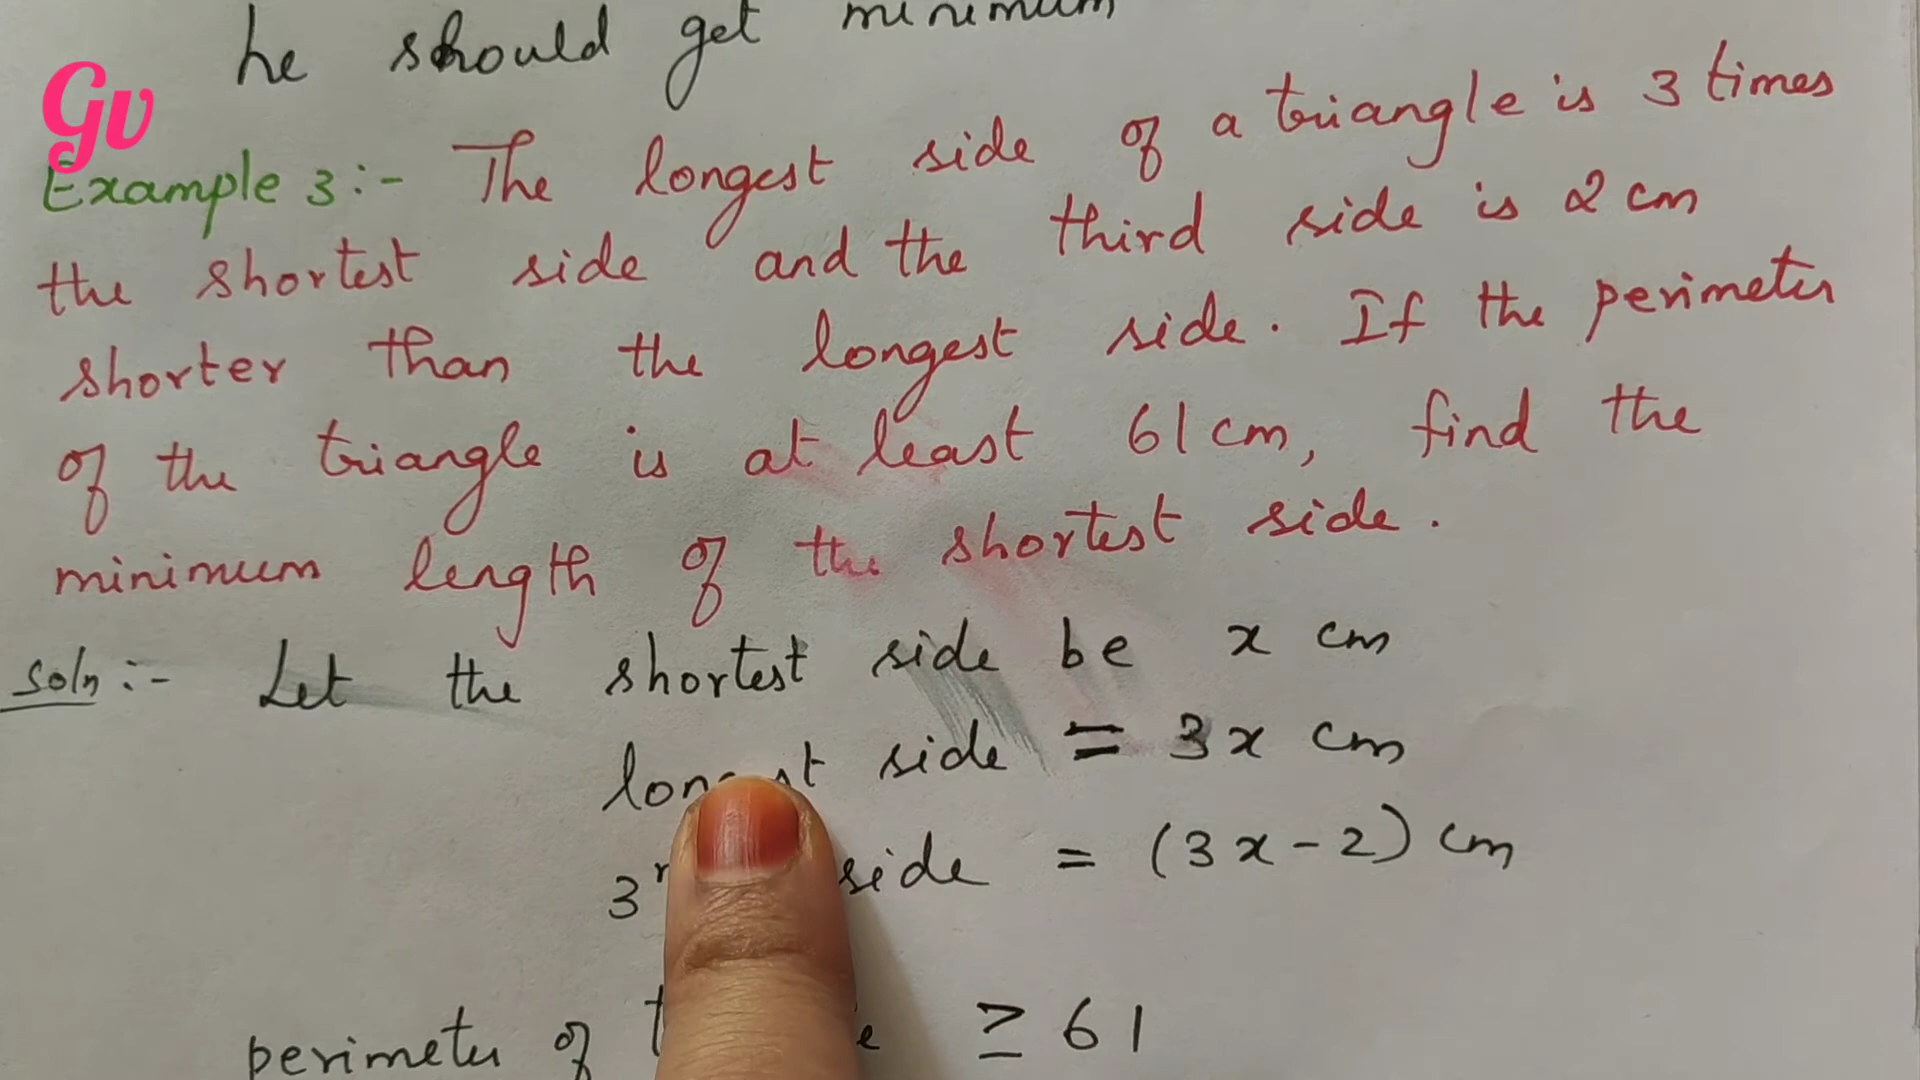 he should get minimum
Gv
Example 3:- The longest side of a triangle is 3 times
the shortest side and the third side is 2 cm
shorter than the longest side. If the perimeter
of the triangle is at least 61 cm, find the
minimum length of the shortest side.
Soln:- Let the shortest side be x cm
side = 3x cm
side = (3x-2) cm
perimeter of ≥ 61